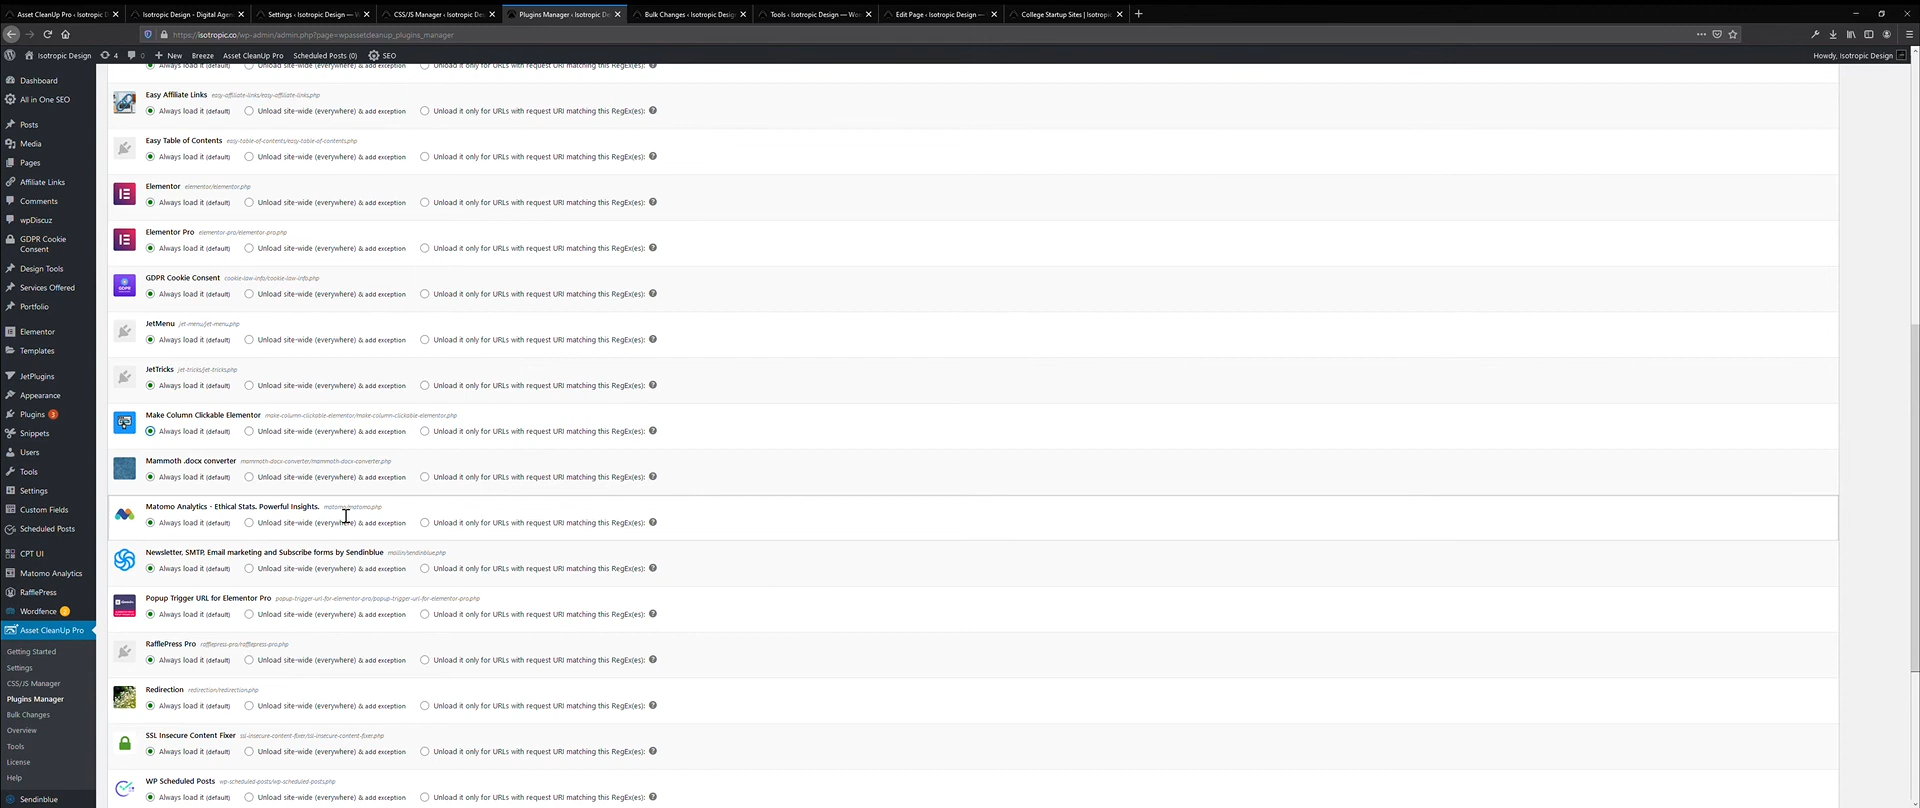 Asset CleanUp Pro ‹ Isotropic D
Isotropic Design - Digital Agen
Settings ‹ Isotropic Design — W
CSS/JS Manager ‹ Isotropic De
Plugins Manager ‹ Isotropic D
Bulk Changes ‹ Isotropic Desi
Tools ‹ Isotropic Design — Wo
Edit Page ‹ Isotropic Design —
College Startup Sites | Isotropi
https://isotropic.co/wp-admin/admin.php?page=wpassetcleanup_plugins_manager
Isotropic Design 4 0 + New Breeze Asset CleanUp Pro Scheduled Posts (0) SEO Howdy, Isotropic Design
Dashboard
All in One SEO
Posts
Media
Pages
Affiliate Links
Comments
wpDiscuz
GDPR Cookie
Consent
Design Tools
Services Offered
Portfolio
Elementor
Templates
JetPlugins
Appearance
Plugins 3
Snippets
Users
Tools
Settings
Custom Fields
Scheduled Posts
CPT UI
Matomo Analytics
RafflePress
Wordfence 2
Asset CleanUp Pro
Getting Started
Settings
CSS/JS Manager
Plugins Manager
Bulk Changes
Overview
Tools
License
Help
Sendinblue
Always load it (default) Unload site-wide (everywhere) & add exception Unload it only for URLs with request URI matching this RegEx(es):
Easy Affiliate Links easy-affiliate-links/easy-affiliate-links.php
Always load it (default) Unload site-wide (everywhere) & add exception Unload it only for URLs with request URI matching this RegEx(es):
Easy Table of Contents easy-table-of-contents/easy-table-of-contents.php
Always load it (default) Unload site-wide (everywhere) & add exception Unload it only for URLs with request URI matching this RegEx(es):
Elementor elementor/elementor.php
Always load it (default) Unload site-wide (everywhere) & add exception Unload it only for URLs with request URI matching this RegEx(es):
Elementor Pro elementor-pro/elementor-pro.php
Always load it (default) Unload site-wide (everywhere) & add exception Unload it only for URLs with request URI matching this RegEx(es):
GDPR Cookie Consent cookie-law-info/cookie-law-info.php
Always load it (default) Unload site-wide (everywhere) & add exception Unload it only for URLs with request URI matching this RegEx(es):
JetMenu jet-menu/jet-menu.php
Always load it (default) Unload site-wide (everywhere) & add exception Unload it only for URLs with request URI matching this RegEx(es):
JetTricks jet-tricks/jet-tricks.php
Always load it (default) Unload site-wide (everywhere) & add exception Unload it only for URLs with request URI matching this RegEx(es):
Make Column Clickable Elementor make-column-clickable-elementor/make-column-clickable-elementor.php
Always load it (default) Unload site-wide (everywhere) & add exception Unload it only for URLs with request URI matching this RegEx(es):
Mammoth .docx converter mammoth-docx-converter/mammoth-docx-converter.php
Always load it (default) Unload site-wide (everywhere) & add exception Unload it only for URLs with request URI matching this RegEx(es):
Matomo Analytics - Ethical Stats. Powerful Insights. matomo/matomo.php
Always load it (default) Unload site-wide (everywhere) & add exception Unload it only for URLs with request URI matching this RegEx(es):
Newsletter, SMTP, Email marketing and Subscribe forms by Sendinblue mailin/sendinblue.php
Always load it (default) Unload site-wide (everywhere) & add exception Unload it only for URLs with request URI matching this RegEx(es):
Popup Trigger URL for Elementor Pro popup-trigger-url-for-elementor-pro/popup-trigger-url-for-elementor-pro.php
Always load it (default) Unload site-wide (everywhere) & add exception Unload it only for URLs with request URI matching this RegEx(es):
RafflePress Pro rafflepress-pro/rafflepress-pro.php
Always load it (default) Unload site-wide (everywhere) & add exception Unload it only for URLs with request URI matching this RegEx(es):
Redirection redirection/redirection.php
Always load it (default) Unload site-wide (everywhere) & add exception Unload it only for URLs with request URI matching this RegEx(es):
SSL Insecure Content Fixer ssl-insecure-content-fixer/ssl-insecure-content-fixer.php
Always load it (default) Unload site-wide (everywhere) & add exception Unload it only for URLs with request URI matching this RegEx(es):
WP Scheduled Posts wp-scheduled-posts/wp-scheduled-posts.php
Always load it (default) Unload site-wide (everywhere) & add exception Unload it only for URLs with request URI matching this RegEx(es):